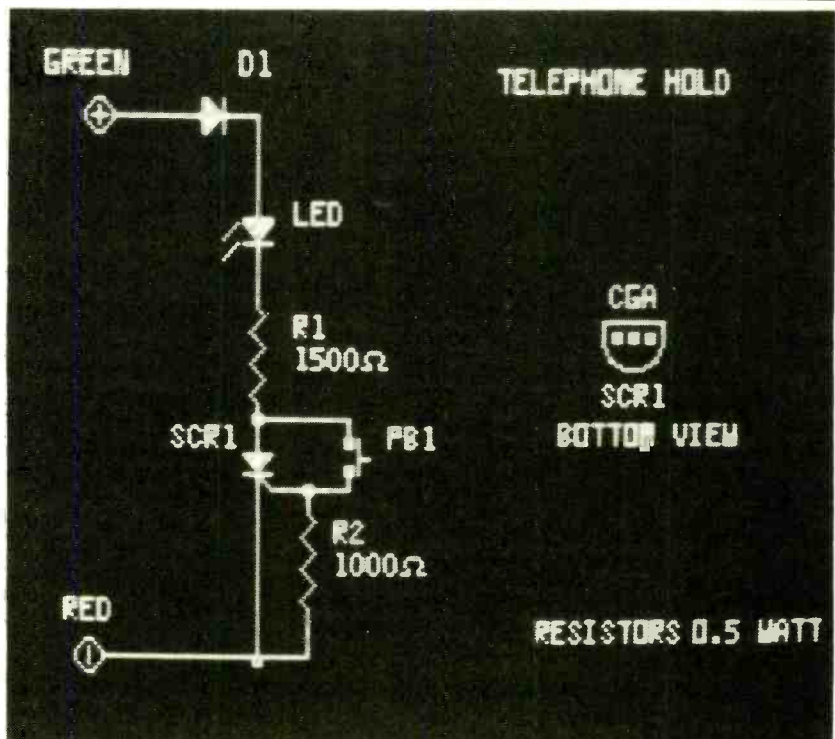 GREEN
D1
TELEPHONE HOLD
LED
R1
1500Ω
CGA
SCR1
BOTTOM VIEW
SCR1
PB1
R2
1000Ω
RED
RESISTORS 0.5 WATT